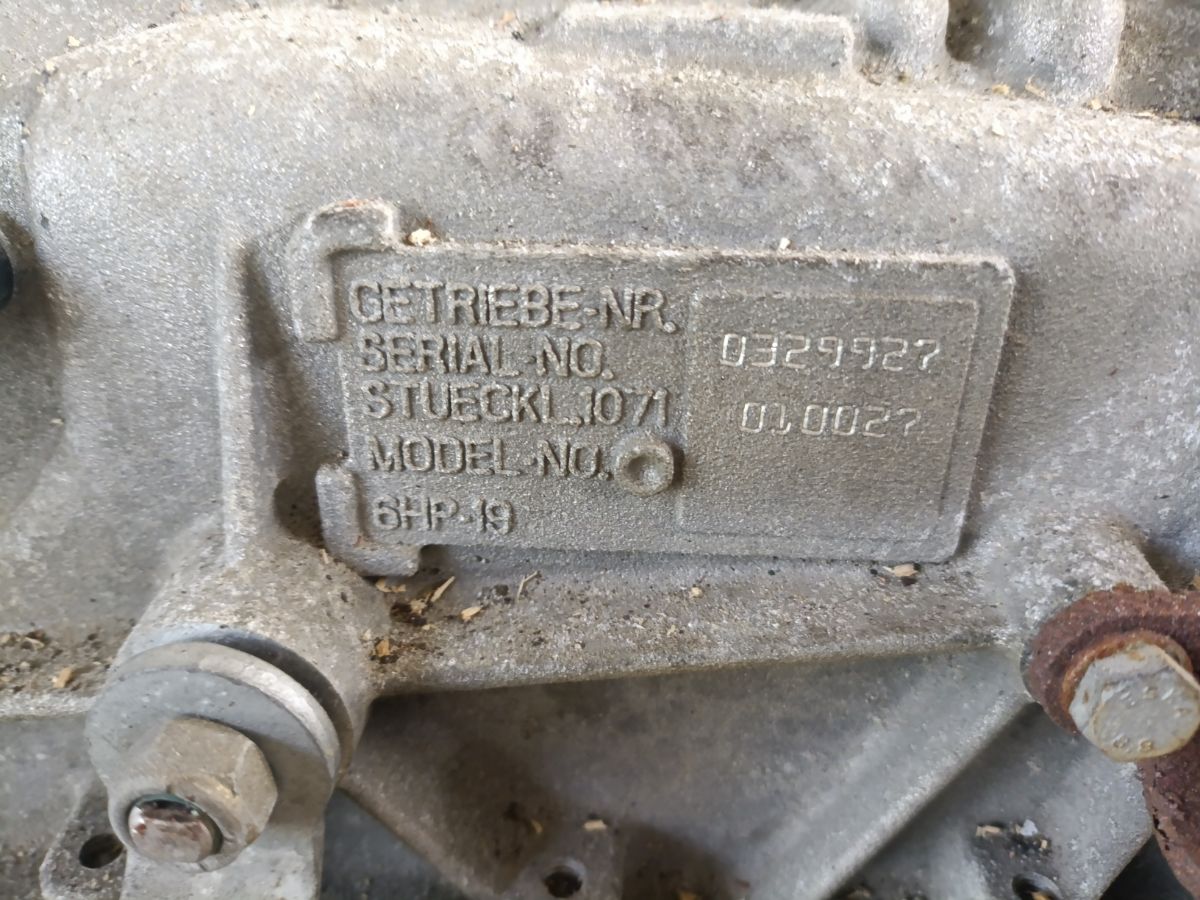 GETRIEBE-NR.
SERIAL-NO. 0329927
STUECKL.1071 010027
MODEL-NO.
6HP-19